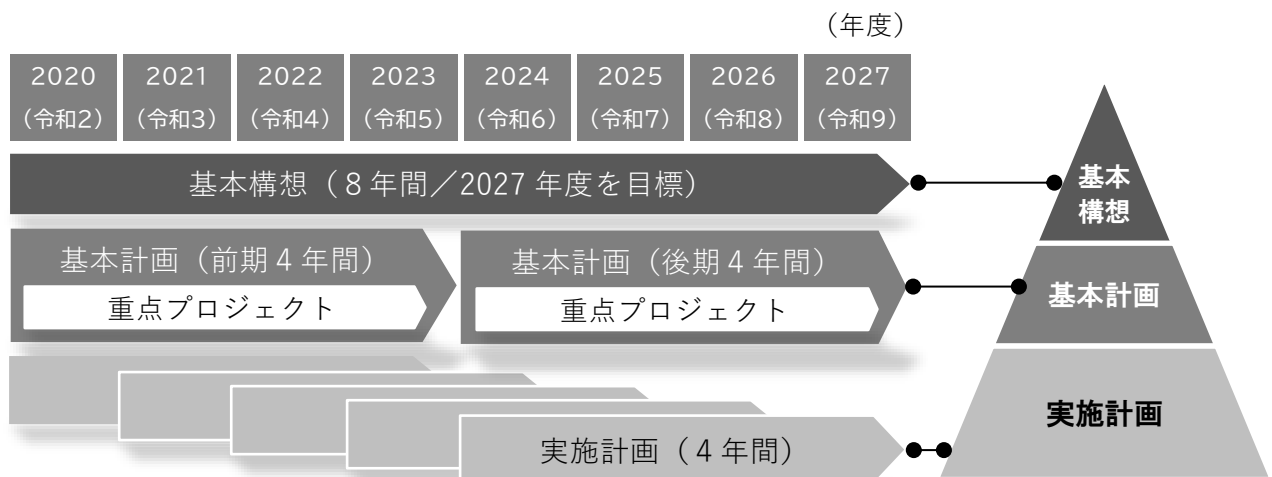 （年度）
2020 2021 2022 2023 2024 2025 2026 2027
（令和2） （令和3） （令和4） （令和5） （令和6） （令和7） （令和8） （令和9）
基本構想（８年間／2027年度を目標）
基本計画（前期４年間）
重点プロジェクト
基本計画（後期４年間）
重点プロジェクト
実施計画（４年間）
基本
構想
基本計画
実施計画